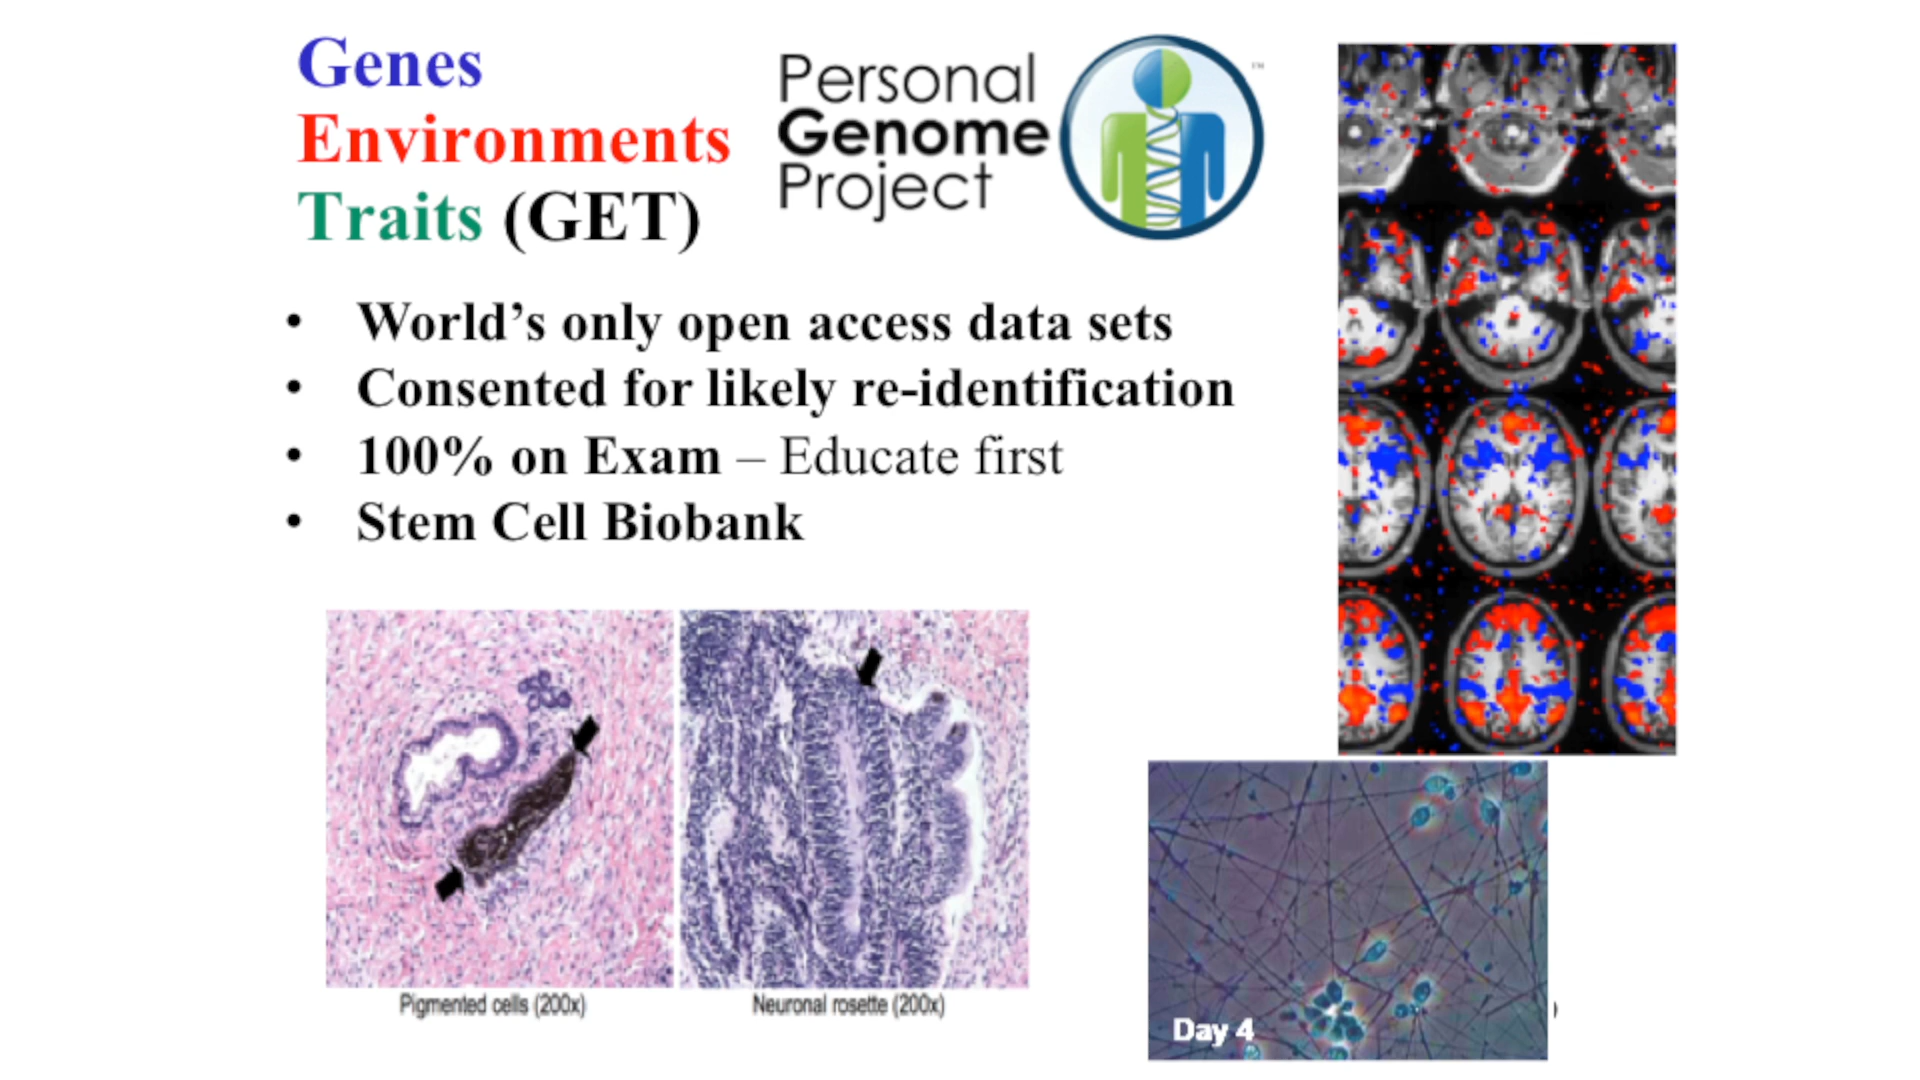 Genes
Environments
Traits (GET)
Personal
Genome
Project
TM
• World’s only open access data sets
• Consented for likely re-identification
• 100% on Exam – Educate first
• Stem Cell Biobank
Pigmented cells (200x)
Neuronal rosette (200x)
Day 4
)